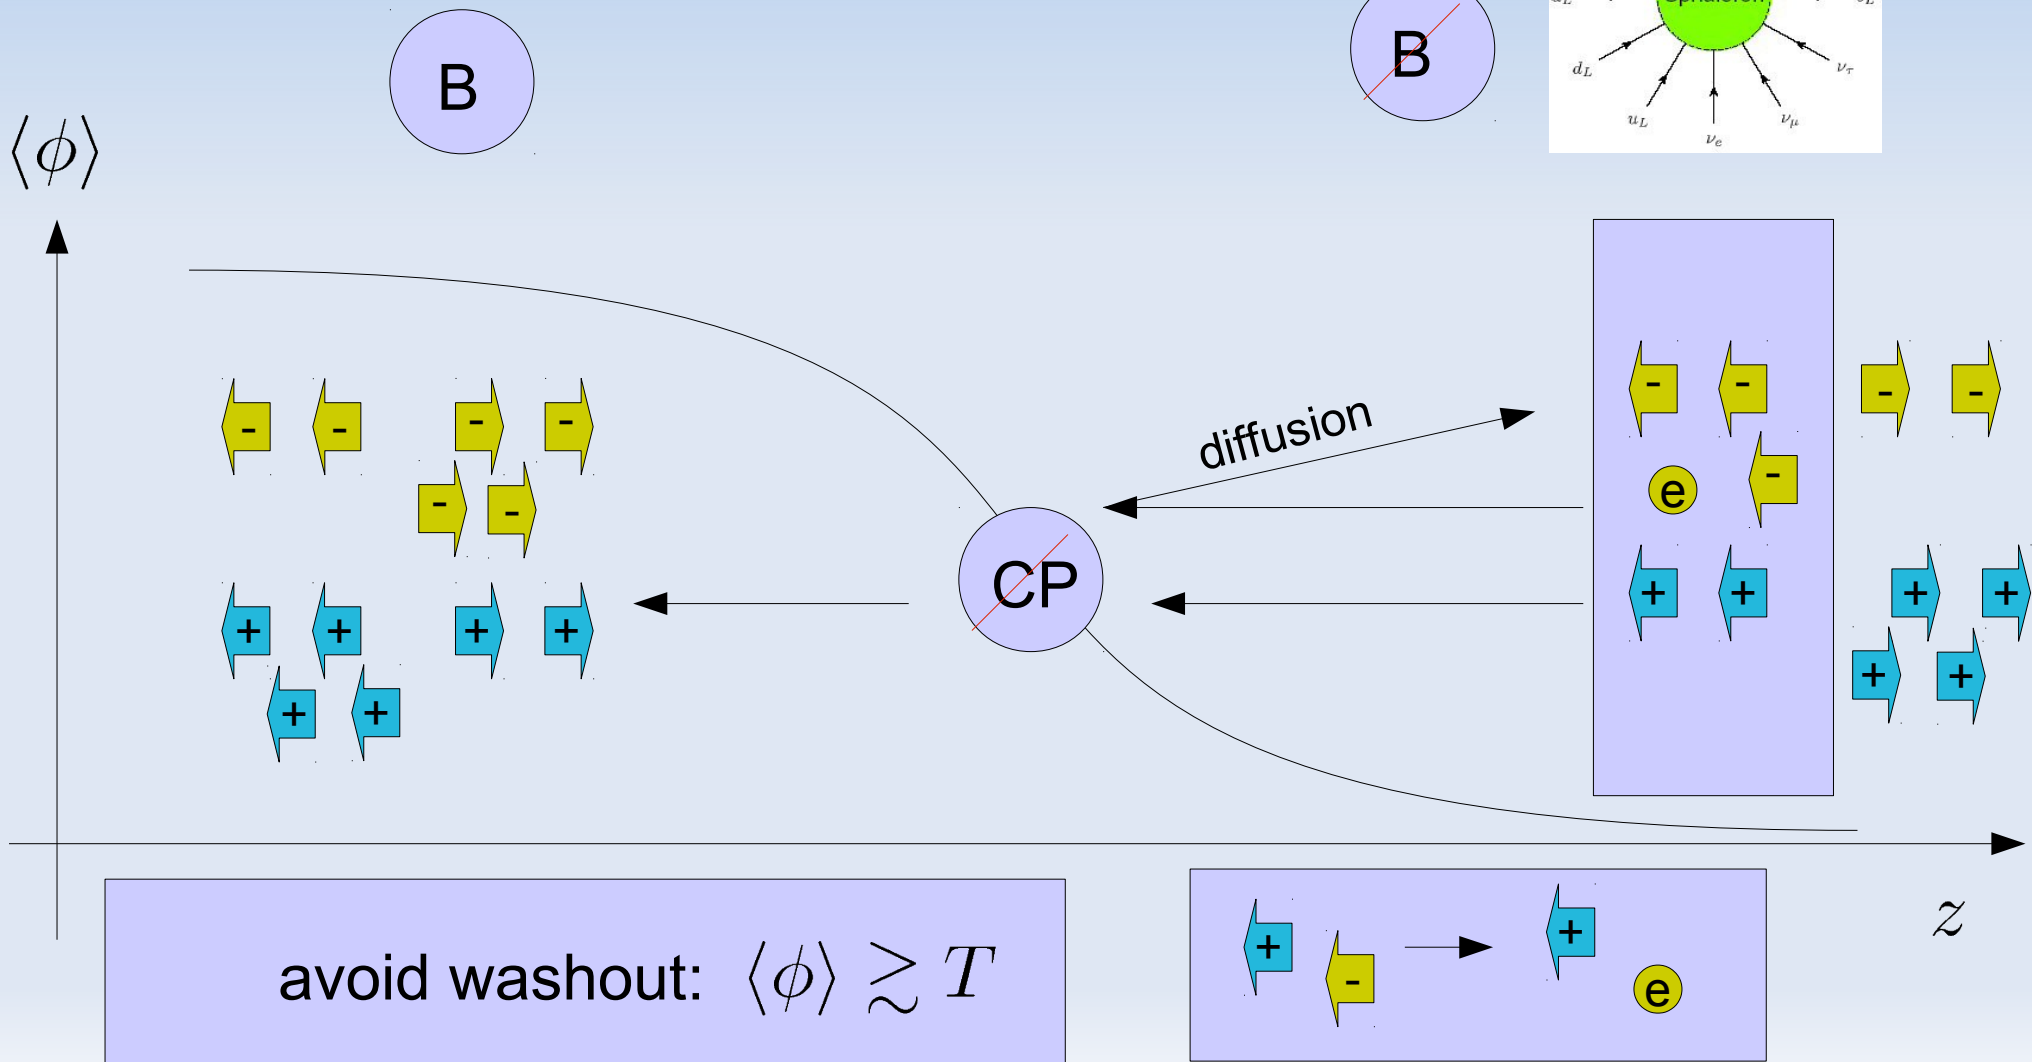 B
B
d_L
u_L
ν_e
ν_μ
ν_τ
⟨ϕ⟩
diffusion
- - - -
- -
+ + + +
+ +
CP
- - - -
e -
+ + + +
+ +
z
avoid washout: ⟨ϕ⟩ ≳ T
+ - + e